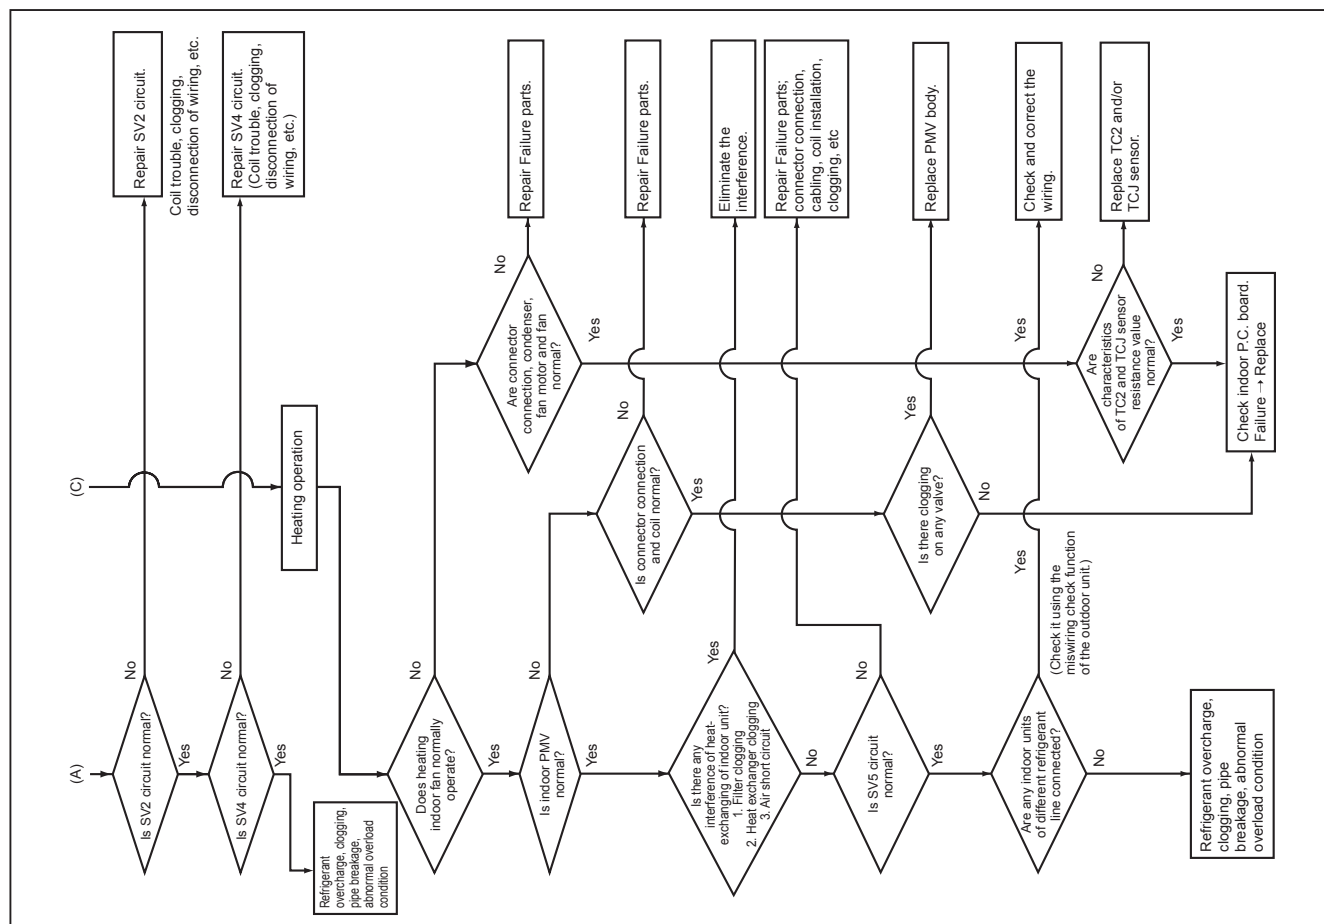 (A)
Is SV2 circuit normal?
No
Yes
Repair SV2 circuit.
Coil trouble, clogging,
disconnection of wiring, etc.
Is SV4 circuit normal?
No
Yes
Repair SV4 circuit.
(Coil trouble, clogging,
disconnection of
wiring, etc.)
Refrigerant
overcharge, clogging,
pipe breakage,
abnormal overload
condition
(C)
Heating operation
Does heating
indoor fan normally
operate?
No
Yes
Are connector
connection, condenser,
fan motor and fan
normal?
No
Yes
Repair Failure parts.
Is indoor PMV
normal?
No
Yes
Is connector connection
and coil normal?
No
Yes
Repair Failure parts.
Is there any
interference of heat-
exchanging of indoor unit?
1. Filter clogging
2. Heat exchanger clogging
3. Air short circuit
Yes
No
Eliminate the
interference.
Is SV5 circuit
normal?
No
Yes
Repair Failure parts;
connector connection,
cabling, coil installation,
clogging, etc
Is there clogging
on any valve?
Yes
No
Replace PMV body.
Are any indoor units
of different refrigerant
line connected?
Yes
No
(Check it using the
miswiring check function
of the outdoor unit.)
Yes
Check and correct the
wiring.
Are
characteristics
of TC2 and TCJ sensor
resistance value
normal?
No
Yes
Replace TC2 and/or
TCJ sensor.
Check indoor P.C. board.
Failure → Replace
Refrigerant overcharge,
clogging, pipe
breakage, abnormal
overload condition